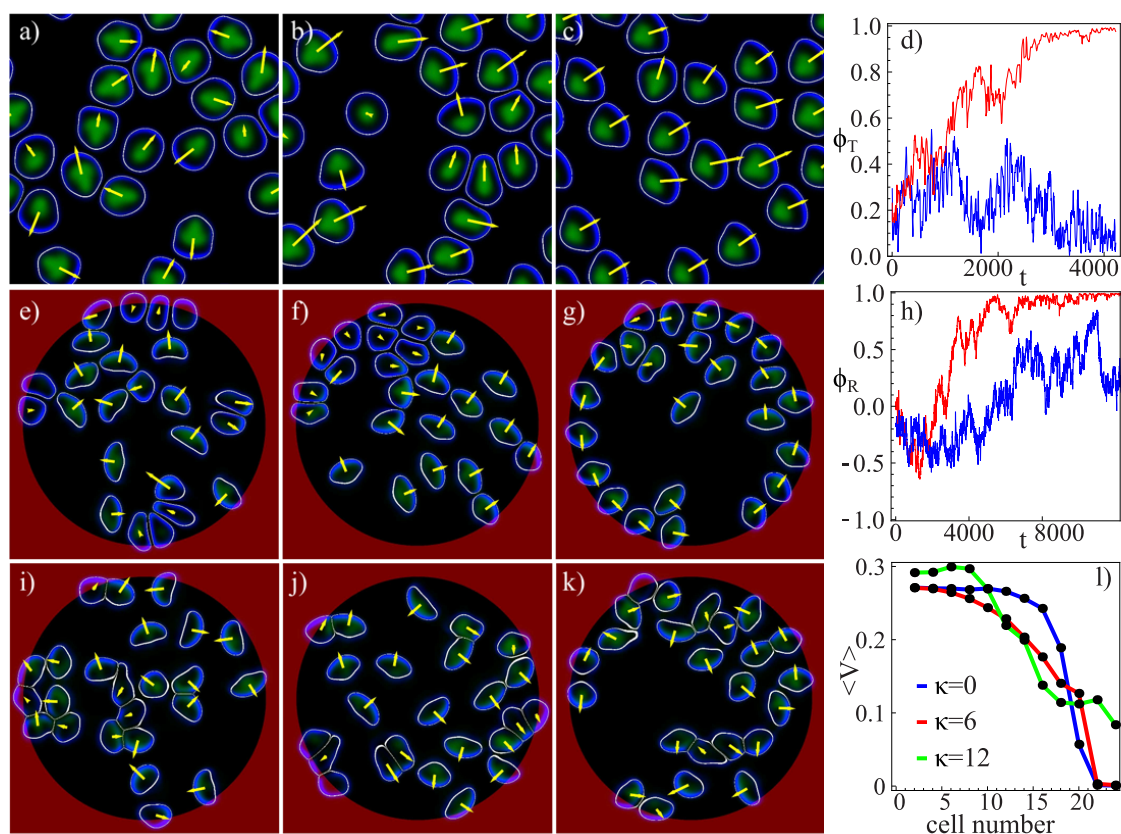 a) b) c) d)
1.0
0.8
0.6
ϕT
0.4
0.2
0.0
0 2000 4000
t
e) f) g) h)
1.0
0.5
ϕR
0.0
-0.5
-1.0
0 4000 8000
t
i) j) k) l)
0.3
0.2
<V>
0.1
0
κ=0
κ=6
κ=12
0 5 10 15 20
cell number